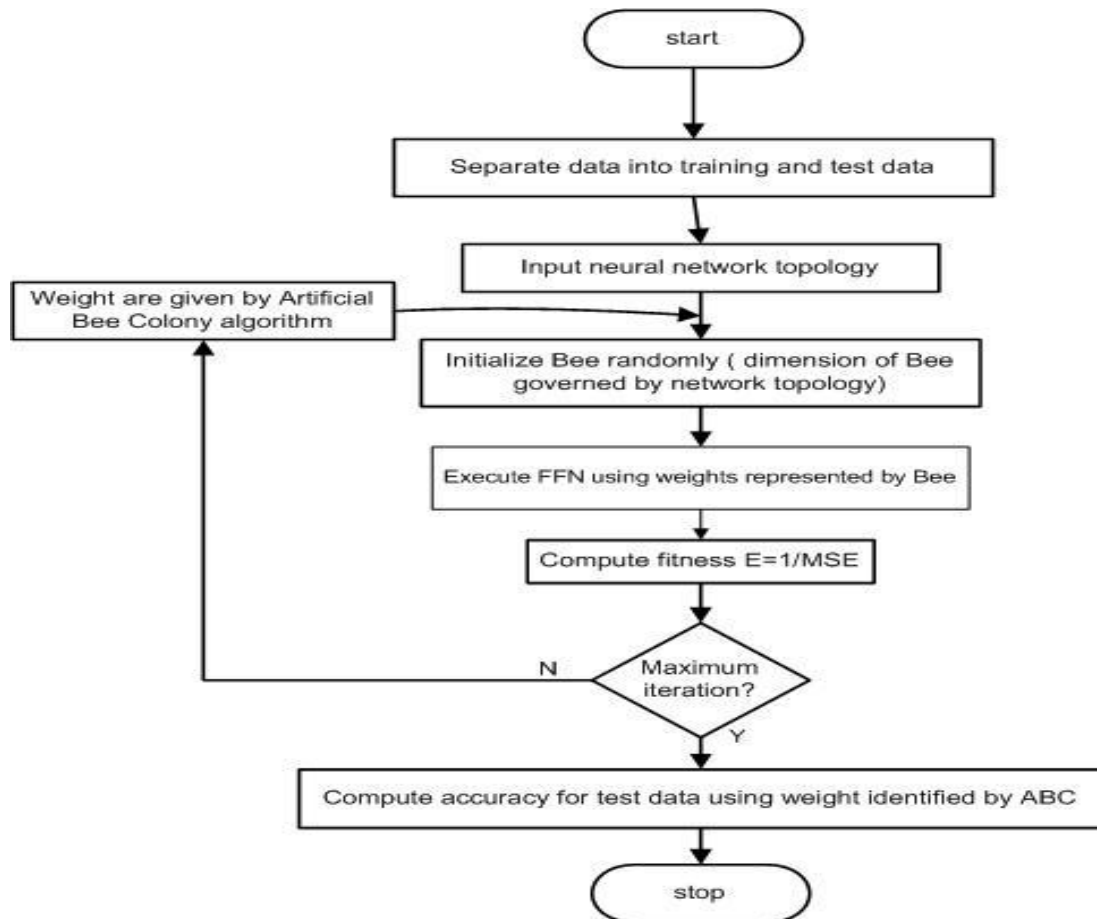 start
Separate data into training and test data
Input neural network topology
Weight are given by Artificial
Bee Colony algorithm
Initialize Bee randomly ( dimension of Bee
governed by network topology)
Execute FFN using weights represented by Bee
Compute fitness E=1/MSE
Maximum
iteration?
N
Y
Compute accuracy for test data using weight identified by ABC
stop